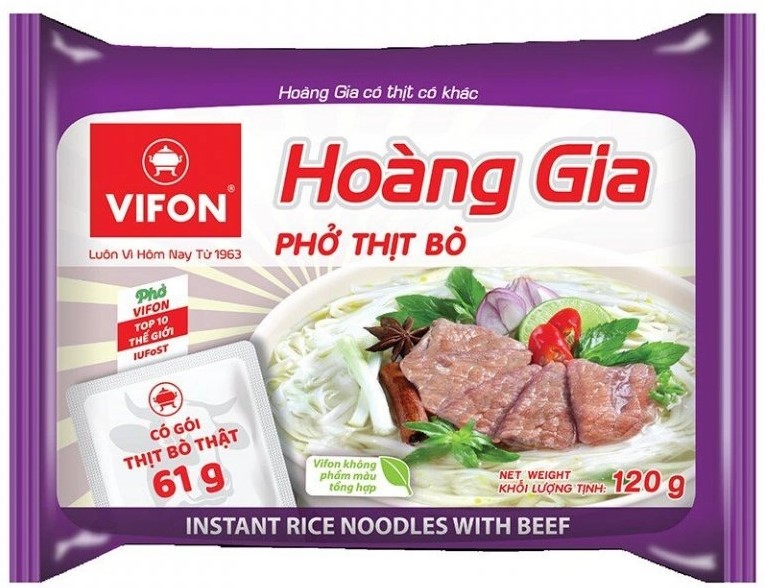 Hoàng Gia có thịt có khác
VIFON®
Luôn Vì Hôm Nay Từ 1963
Hoàng Gia
PHỞ THỊT BÒ
Phở
VIFON
TOP 10
THẾ GIỚI
IUFoST
CÓ GÓI
THỊT BÒ THẬT
61 g
Vifon không
phẩm màu
tổng hợp
NET WEIGHT
KHỐI LƯỢNG TỊNH: 120 g
INSTANT RICE NOODLES WITH BEEF